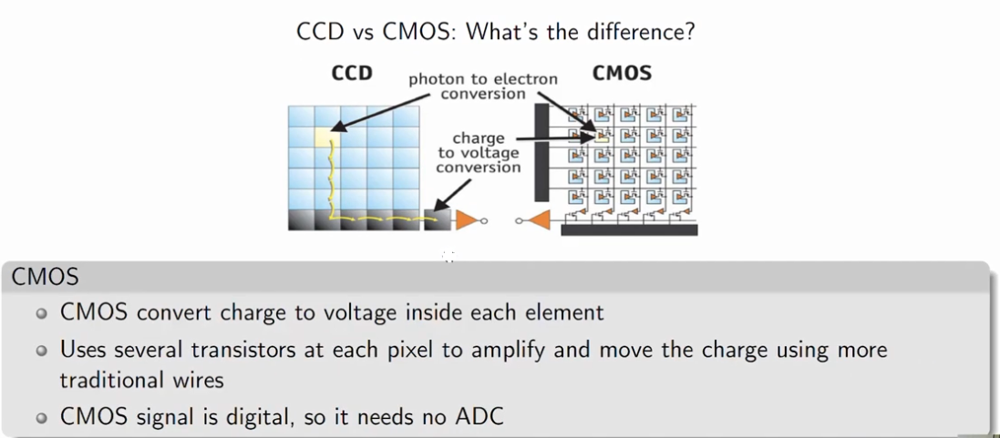 CCD vs CMOS: What's the difference?
CCD
photon to electron
conversion
CMOS
charge
to voltage
conversion
CMOS
CMOS convert charge to voltage inside each element
Uses several transistors at each pixel to amplify and move the charge using more
traditional wires
CMOS signal is digital, so it needs no ADC